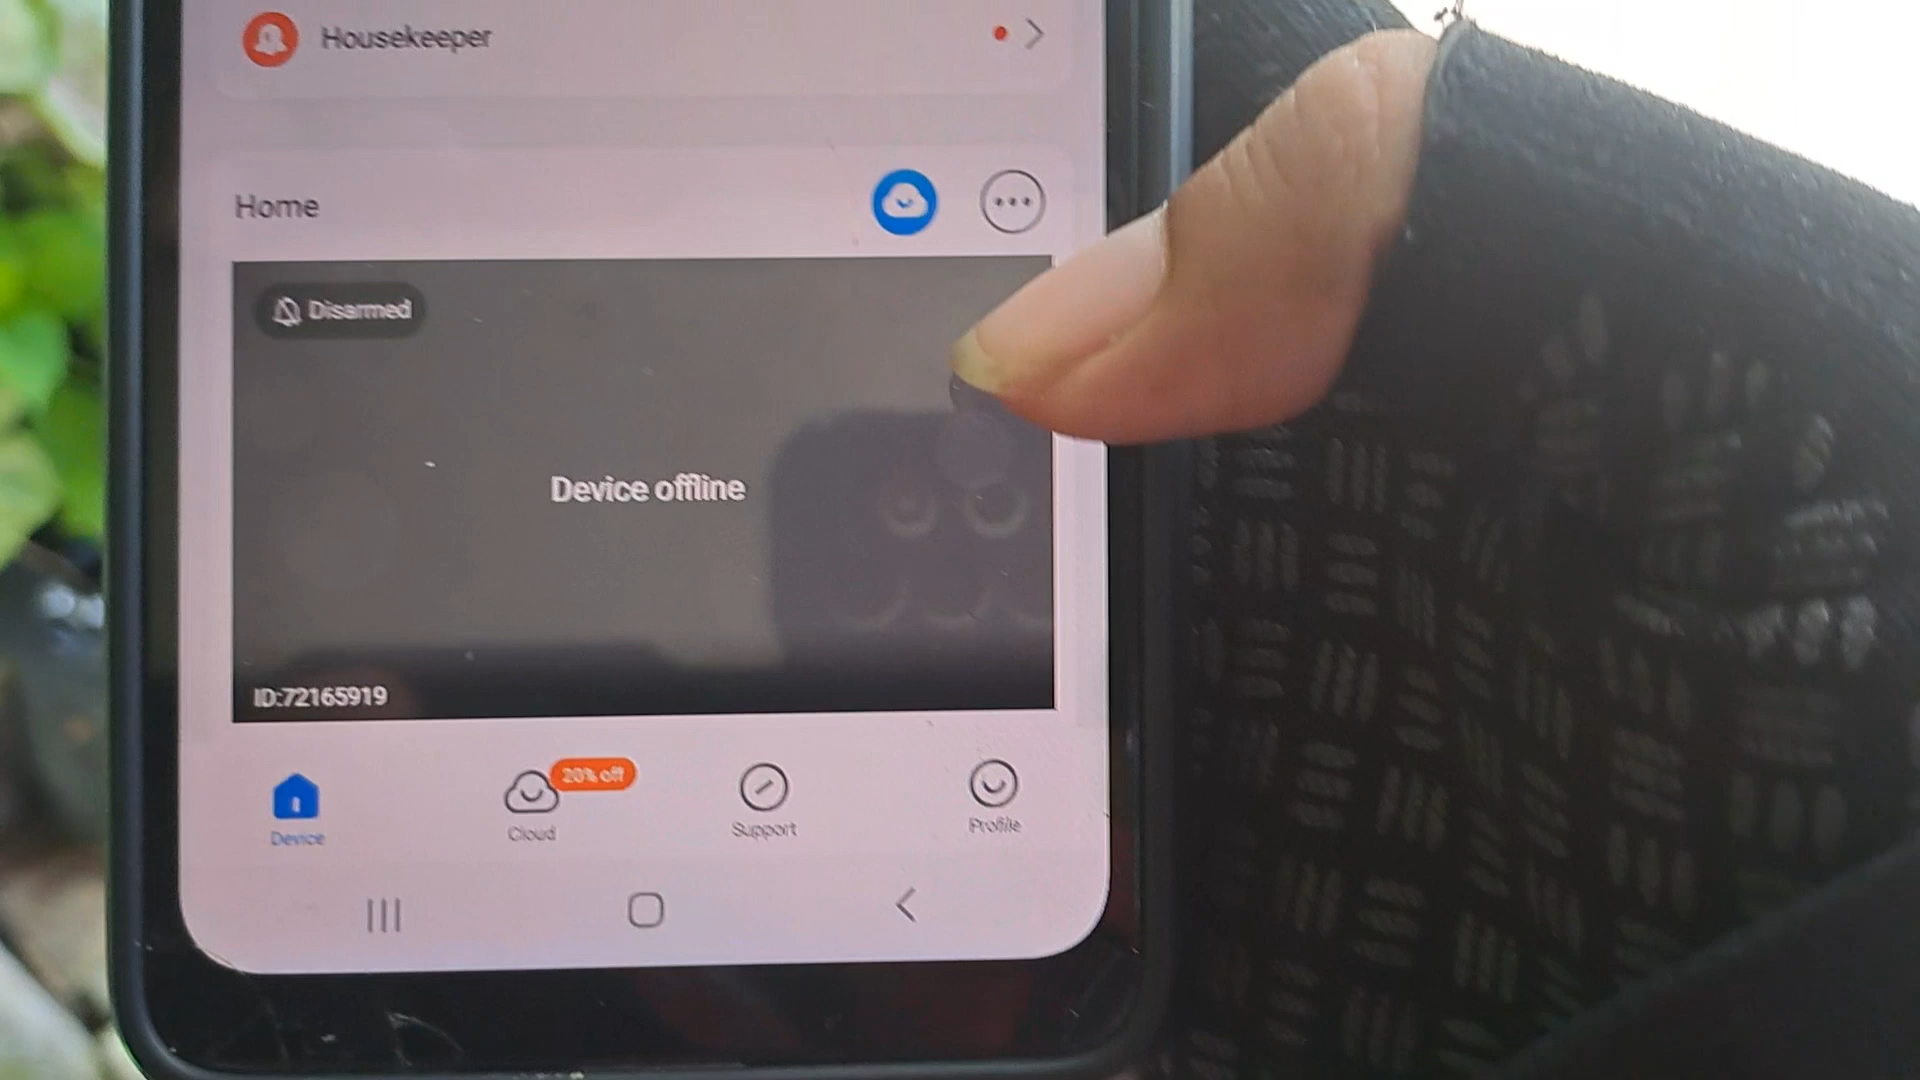 Housekeeper
Home
Disarmed
Device offline
ID:72165919
20% off
Device
Cloud
Support
Profile